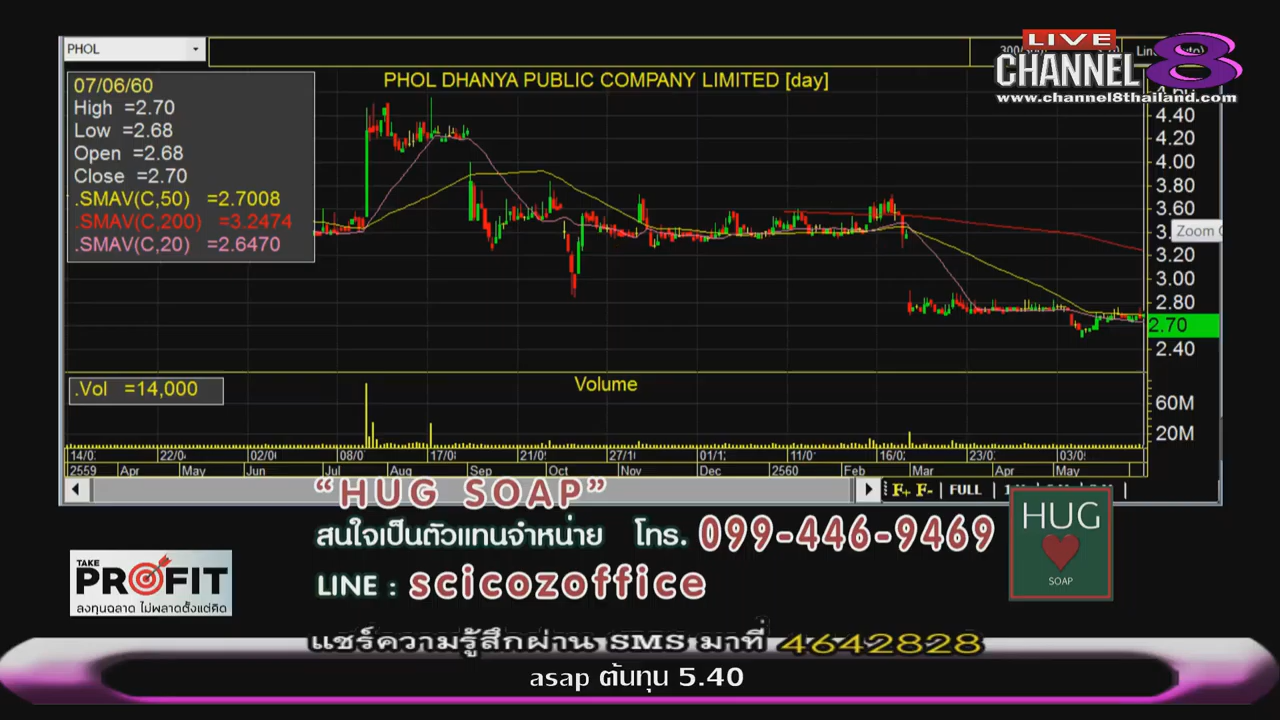 PHOL
LIVE
CHANNEL 8
www.channel8thailand.com
PHOL DHANYA PUBLIC COMPANY LIMITED [day]
07/06/60
High =2.70
Low =2.68
Open =2.68
Close =2.70
.SMAV(C,50) =2.7008
.SMAV(C,200) =3.2474
.SMAV(C,20) =2.6470
4.40
4.20
4.00
3.80
3.60
Zoom
3.20
3.00
2.80
2.70
2.40
.Vol =14,000
Volume
60M
20M
14/0 22/0 02/0 08/0 17/0 21/0 27/1 01/1 11/0 16/0 23/0 03/0
2559 Apr May Jun Jul Aug Sep Oct Nov Dec 2560 Feb Mar Apr May
F+ F- FULL
"HUG SOAP"
สนใจเป็นตัวแทนจำหน่าย โทร. 099-446-9469
LINE : scicozoffice
HUG
SOAP
TAKE
PROFIT
ลงทุนฉลาด ไม่พลาดตั้งแต่คิด
แชร์ความรู้สึกผ่าน SMS มาที่ 4642828
asap ต้นทุน 5.40